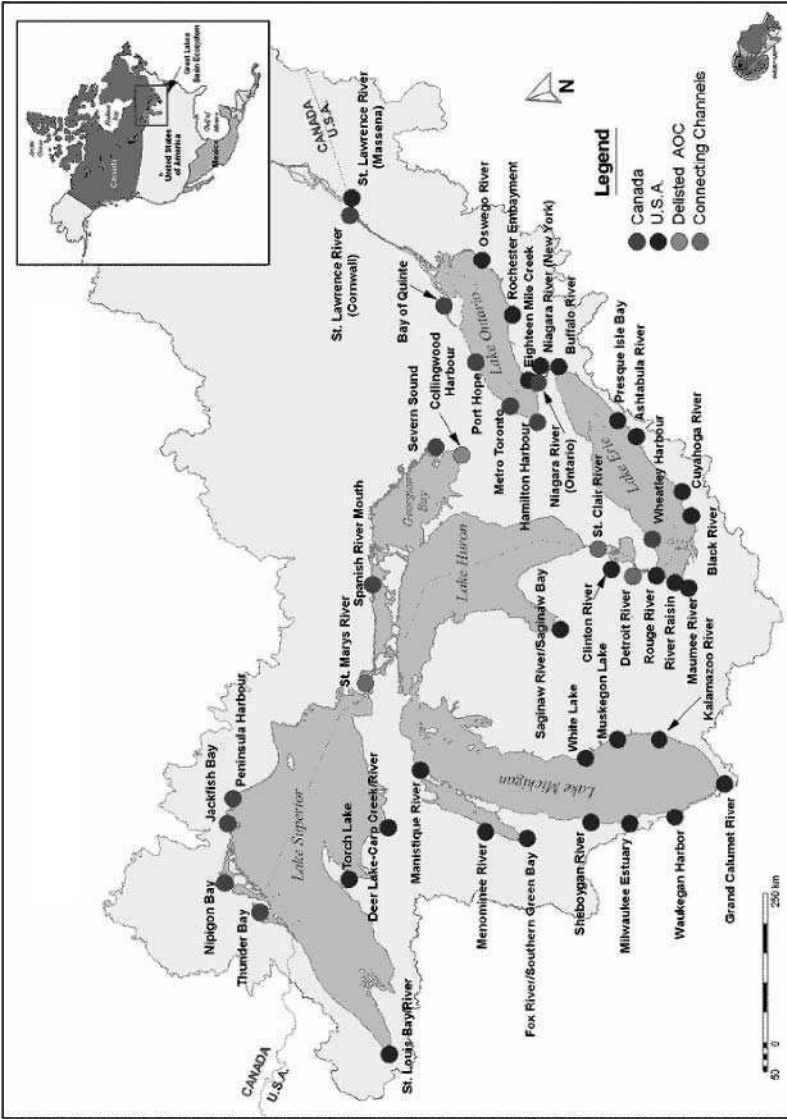 Great Lakes
Basin Ecosystem
Canada
United States
of America
Mexico
Gulf of
Mexico
CANADA
U.S.A.
St. Lawrence River
(Massena)
St. Lawrence River
(Cornwall)
Bay of Quinte
Oswego River
Rochester Embayment
Eighteen Mile Creek
Niagara River (New York)
Buffalo River
Lake Ontario
Port Hope
Metro Toronto
Hamilton Harbour
Niagara River
(Ontario)
Collingwood
Harbour
Severn Sound
Georgian
Bay
Spanish River Mouth
St. Marys River
Lake Huron
Saginaw River/Saginaw Bay
St. Clair River
Clinton River
Detroit River
Rouge River
River Raisin
Maumee River
Black River
Cuyahoga River
Wheatley Harbour
Ashtabula River
Presque Isle Bay
Lake Erie
Peninsula Harbour
Jackfish Bay
Nipigon Bay
Thunder Bay
Lake Superior
Torch Lake
Deer Lake-Carp Creek/River
St. Louis Bay/River
CANADA
U.S.A.
Manistique River
Menominee River
Fox River/Southern Green Bay
Lake Michigan
White Lake
Muskegon Lake
Kalamazoo River
Sheboygan River
Milwaukee Estuary
Waukegan Harbor
Grand Calumet River
N
Legend
Canada
U.S.A.
Delisted AOC
Connecting Channels
50 0 250 km